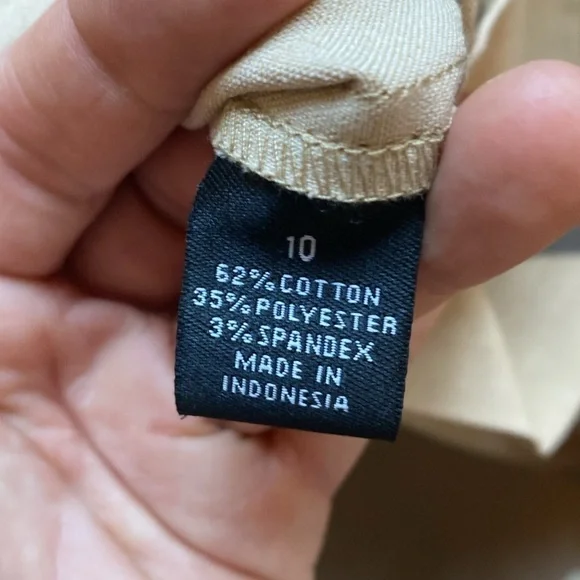 10
62% COTTON
35% POLYESTER
3% SPANDEX
MADE IN
INDONESIA